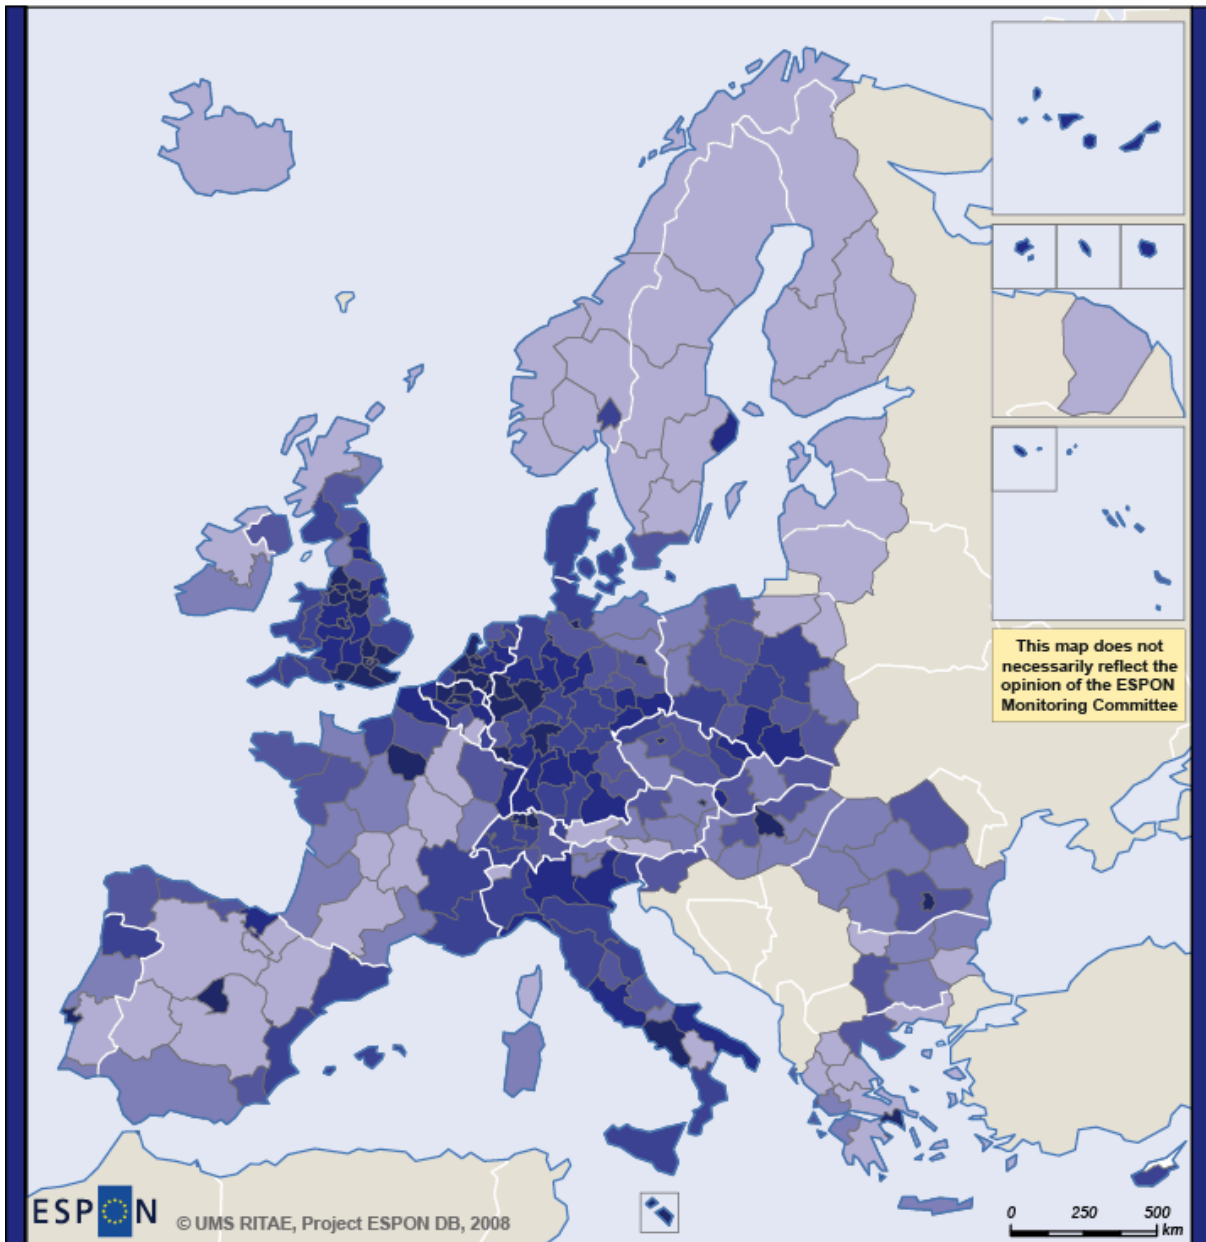 This map does not
necessarily reflect the
opinion of the ESPON
Monitoring Committee
ESPON
© UMS RITAE, Project ESPON DB, 2008
0 250 500
km